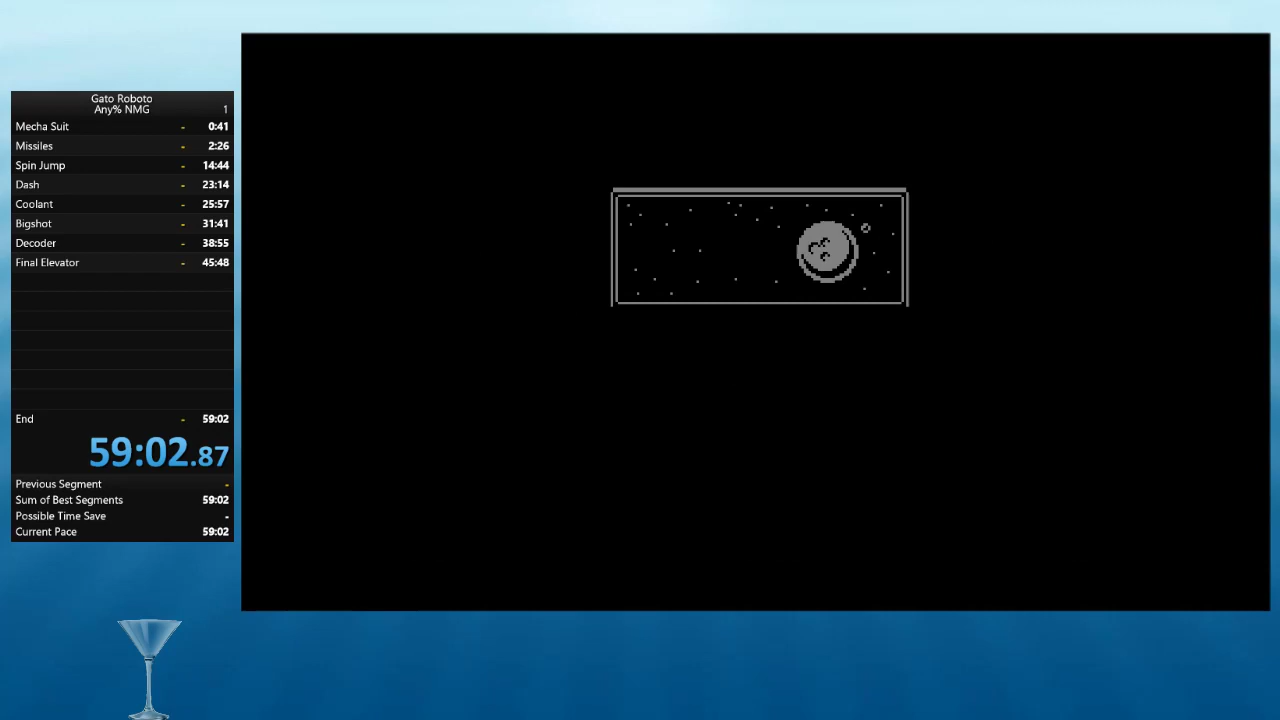 Gato Roboto
Any% NMG 1
Mecha Suit - 0:41
Missiles - 2:26
Spin Jump - 14:44
Dash - 23:14
Coolant - 25:57
Bigshot - 31:41
Decoder - 38:55
Final Elevator - 45:48
End - 59:02
59:02.87
Previous Segment -
Sum of Best Segments 59:02
Possible Time Save -
Current Pace 59:02